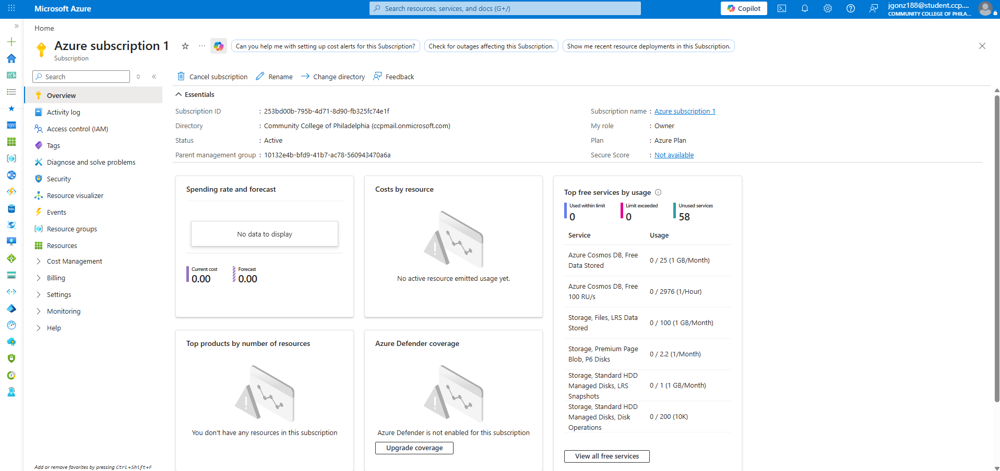 Microsoft Azure
Search resources, services, and docs (G+/)
Copilot
jgonz188@student.ccp....
COMMUNITY COLLEGE OF PHILA...
Home
Azure subscription 1
Subscription
Can you help me with setting up cost alerts for this Subscription?
Check for outages affecting this Subscription.
Show me recent resource deployments in this Subscription.
Search
Cancel subscription
Rename
Change directory
Feedback
Overview
Activity log
Access control (IAM)
Tags
Diagnose and solve problems
Security
Resource visualizer
Events
Resource groups
Resources
Cost Management
Billing
Settings
Monitoring
Help
Add or remove favorites by pressing Ctrl+Shift+F
Essentials
Subscription ID : 253bd00b-795b-4d71-8d90-fb325fc74e1f
Directory : Community College of Philadelphia (ccpmail.onmicrosoft.com)
Status : Active
Parent management group : 10132e4b-bfd9-41b7-ac78-560943470a6a
Subscription name : Azure subscription 1
My role : Owner
Plan : Azure Plan
Secure Score : Not available
Spending rate and forecast
No data to display
Current cost
0.00
Forecast
0.00
Costs by resource
No active resource emitted usage yet.
Top free services by usage
Used within limit
0
Limit exceeded
0
Unused services
58
Service Usage
Azure Cosmos DB, Free
Data Stored
0 / 25 (1 GB/Month)
Azure Cosmos DB, Free
100 RU/s
0 / 2976 (1/Hour)
Storage, Files, LRS Data
Stored
0 / 100 (1 GB/Month)
Storage, Premium Page
Blob, P6 Disks
0 / 2.2 (1/Month)
Storage, Standard HDD
Managed Disks, LRS
Snapshots
0 / 1 (1 GB/Month)
Storage, Standard HDD
Managed Disks, Disk
Operations
0 / 200 (10K)
View all free services
Top products by number of resources
You don't have any resources in this subscription
Azure Defender coverage
Azure Defender is not enabled for this subscription
Upgrade coverage